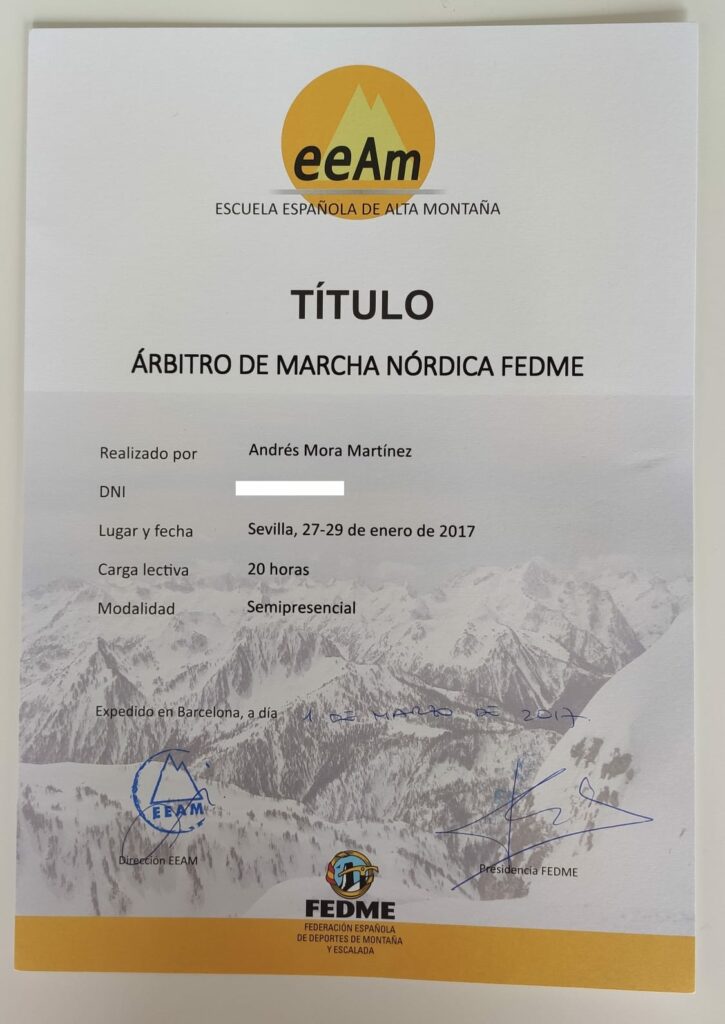 eeAm
ESCUELA ESPAÑOLA DE ALTA MONTAÑA
TÍTULO
ÁRBITRO DE MARCHA NÓRDICA FEDME
Realizado por Andrés Mora Martínez
DNI
Lugar y fecha Sevilla, 27-29 de enero de 2017
Carga lectiva 20 horas
Modalidad Semipresencial
Expedido en Barcelona, a día 1 DE MARZO DE 2017.
EEAM
Dirección EEAM
Presidencia FEDME
FEDME
FEDERACIÓN ESPAÑOLA
DE DEPORTES DE MONTAÑA
Y ESCALADA